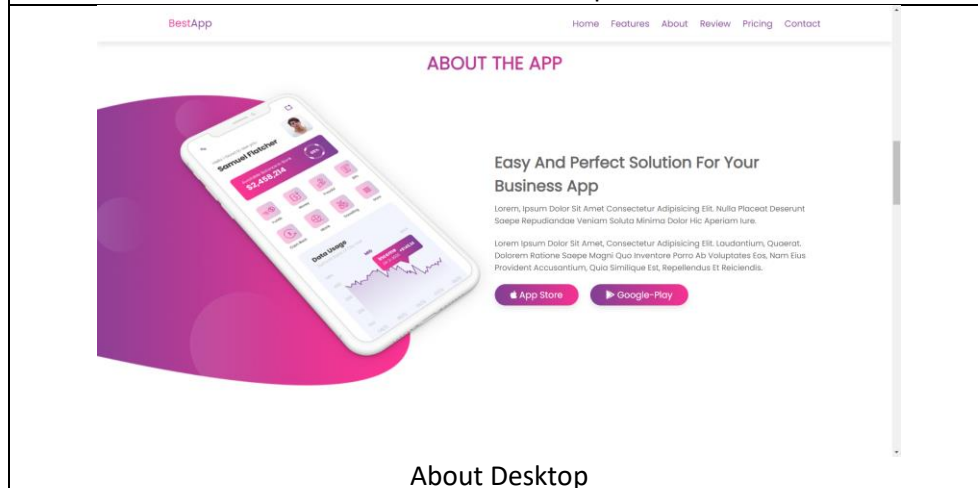 BestApp
Home Features About Review Pricing Contact
ABOUT THE APP
Samuel Flotcher
$2,458,214
Data Usage
Easy And Perfect Solution For Your
Business App
Lorem, Ipsum Dolor Sit Amet Consectetur Adipisicing Elit. Nulla Placeat Deserunt
Saepe Repudiandae Veniam Soluta Minima Dolor Hic Aperiam Iure.
Lorem Ipsum Dolor Sit Amet, Consectetur Adipisicing Elit. Laudantium, Quaerat.
Dolorem Ratione Saepe Magni Quo Inventore Porro Ab Voluptates Eos, Nam Eius
Provident Accusantium, Quia Similique Est, Repellendus Et Reiciendis.
App Store
Google-Play
About Desktop